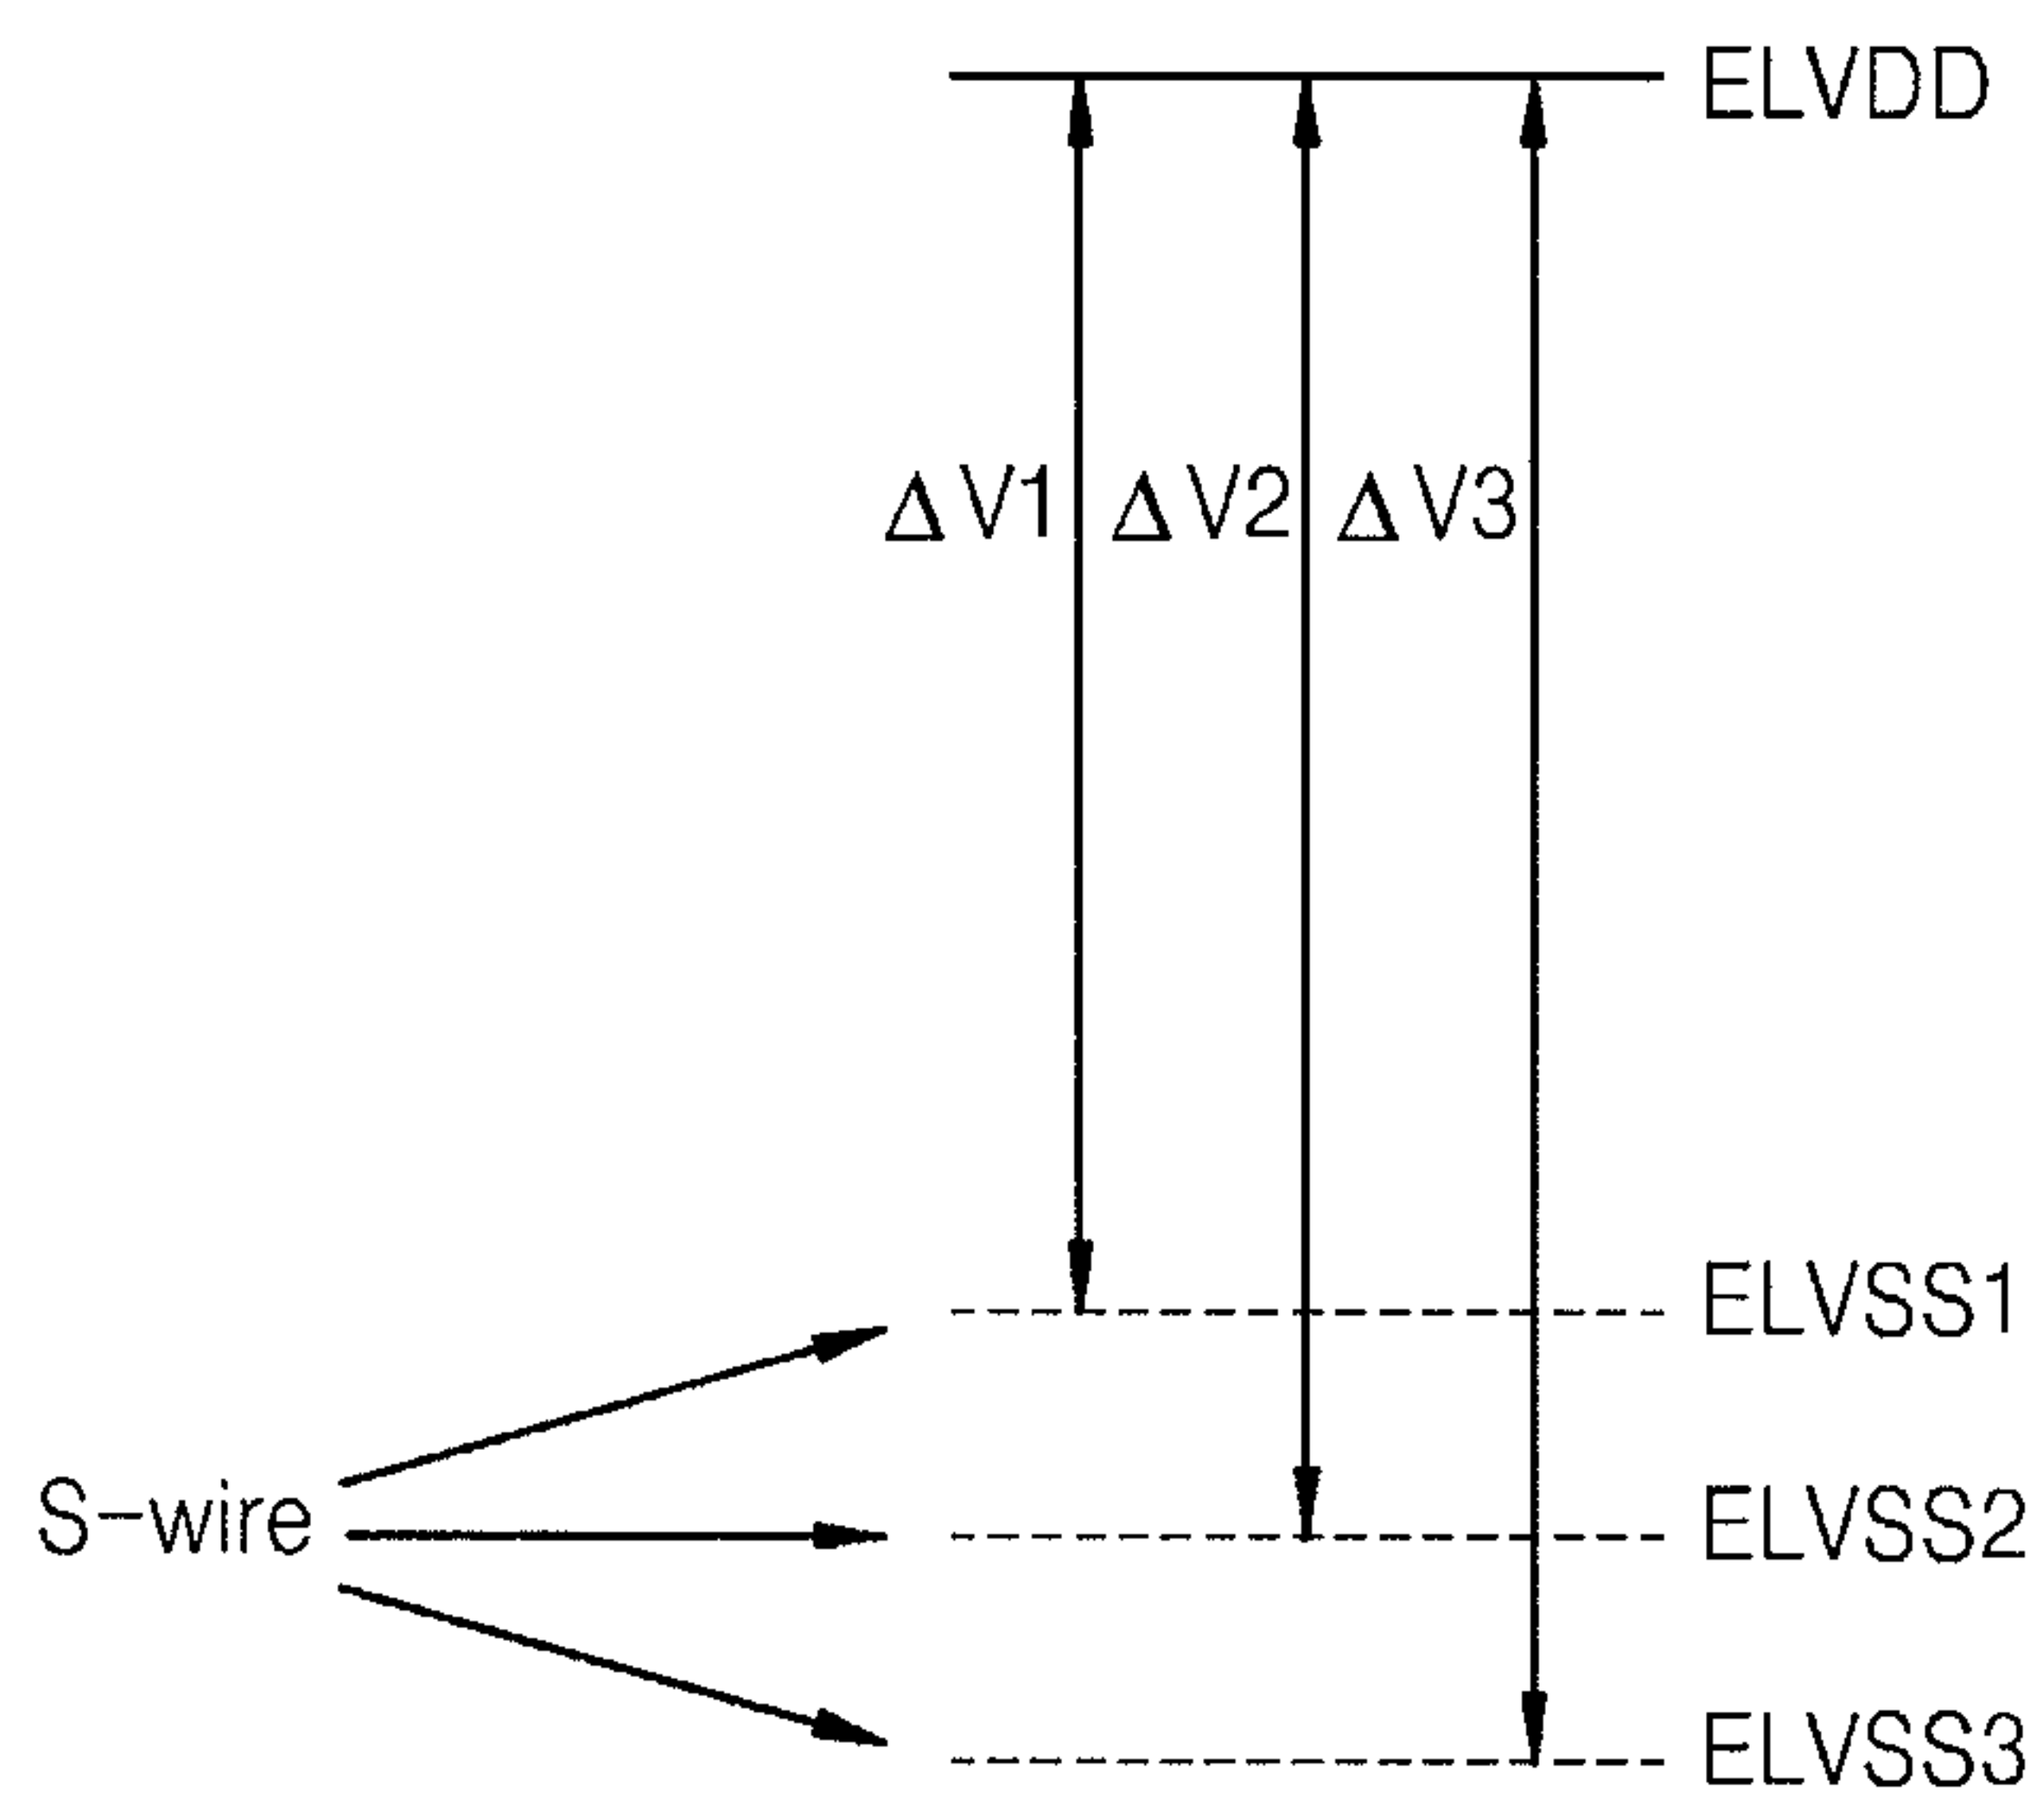 ELVDD
ΔV1 ΔV2 ΔV3
ELVSS1
S-wire
ELVSS2
ELVSS3